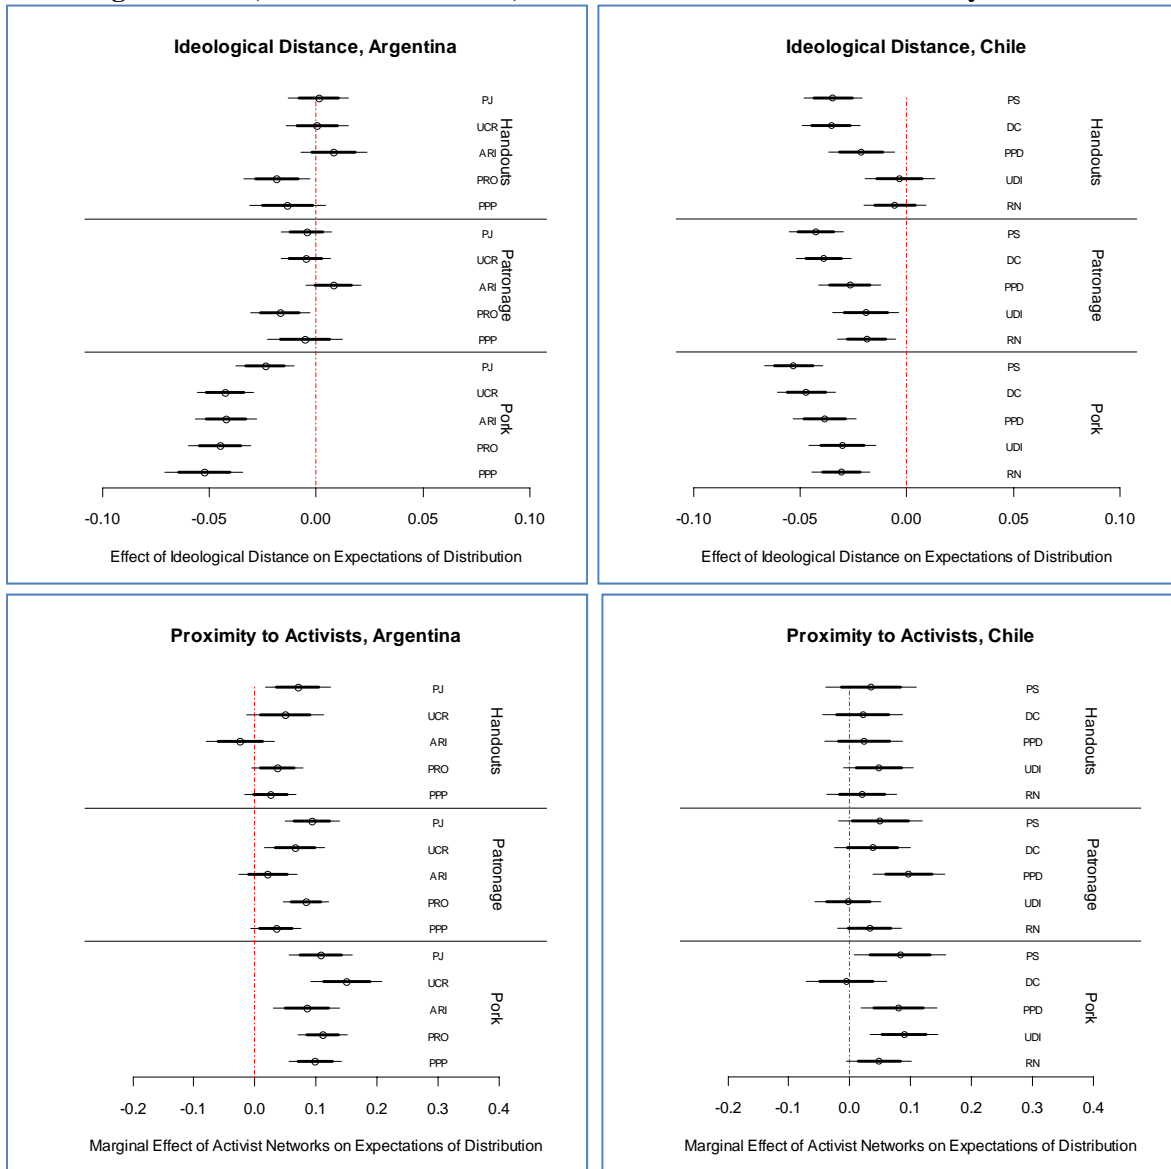 Ideological Distance, Argentina
PJ
UCR
ARI
PRO
PPP
Handouts
PJ
UCR
ARI
PRO
PPP
Patronage
PJ
UCR
ARI
PRO
PPP
Pork
-0.10 -0.05 0.00 0.05 0.10
Effect of Ideological Distance on Expectations of Distribution
Ideological Distance, Chile
PS
DC
PPD
UDI
RN
Handouts
PS
DC
PPD
UDI
RN
Patronage
PS
DC
PPD
UDI
RN
Pork
-0.10 -0.05 0.00 0.05 0.10
Effect of Ideological Distance on Expectations of Distribution
Proximity to Activists, Argentina
PJ
UCR
ARI
PRO
PPP
Handouts
PJ
UCR
ARI
PRO
PPP
Patronage
PJ
UCR
ARI
PRO
PPP
Pork
-0.2 -0.1 0.0 0.1 0.2 0.3 0.4
Marginal Effect of Activist Networks on Expectations of Distribution
Proximity to Activists, Chile
PS
DC
PPD
UDI
RN
Handouts
PS
DC
PPD
UDI
RN
Patronage
PS
DC
PPD
UDI
RN
Pork
-0.2 -0.1 0.0 0.1 0.2 0.3 0.4
Marginal Effect of Activist Networks on Expectations of Distribution